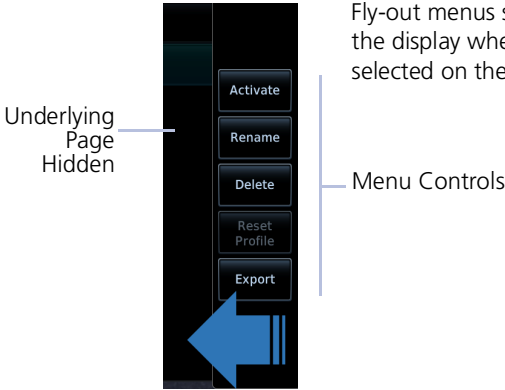 Fly-out menus s
the display whe
selected on the
Activate
Rename
Delete
Reset
Profile
Export
Underlying
Page
Hidden
Menu Controls